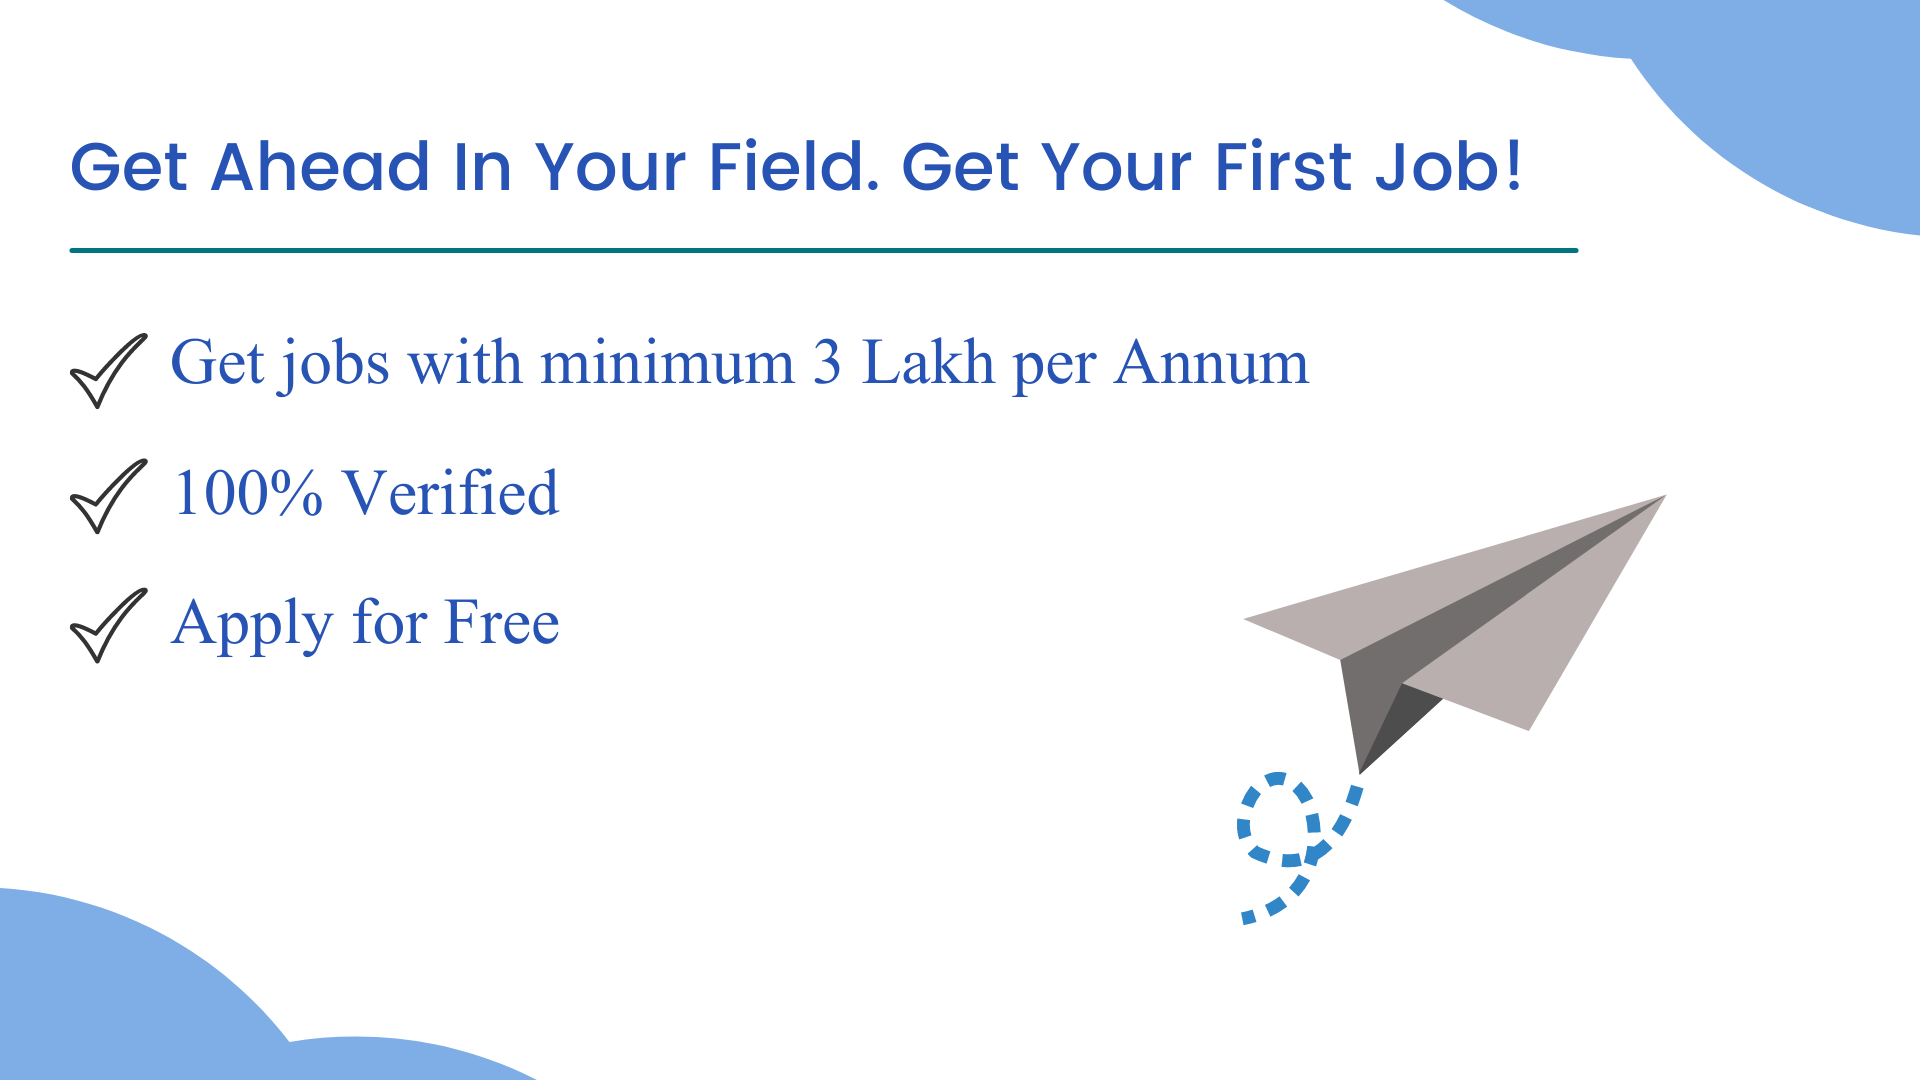 Get Ahead In Your Field. Get Your First Job!
Get jobs with minimum 3 Lakh per Annum
100% Verified
Apply for Free